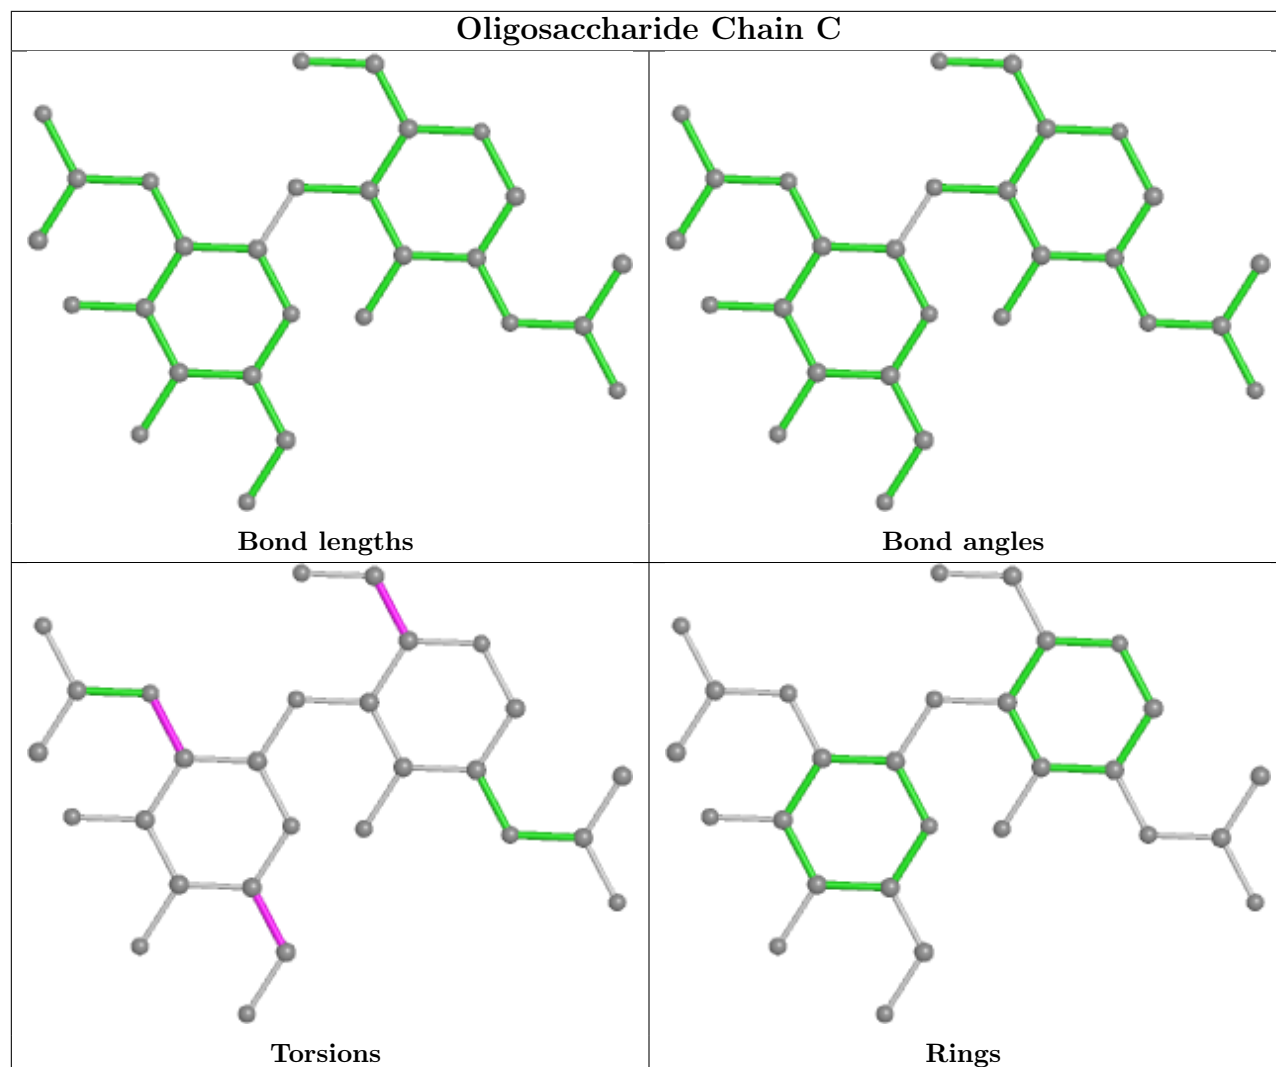 Oligosaccharide Chain C
Bond lengths
Bond angles
Torsions
Rings